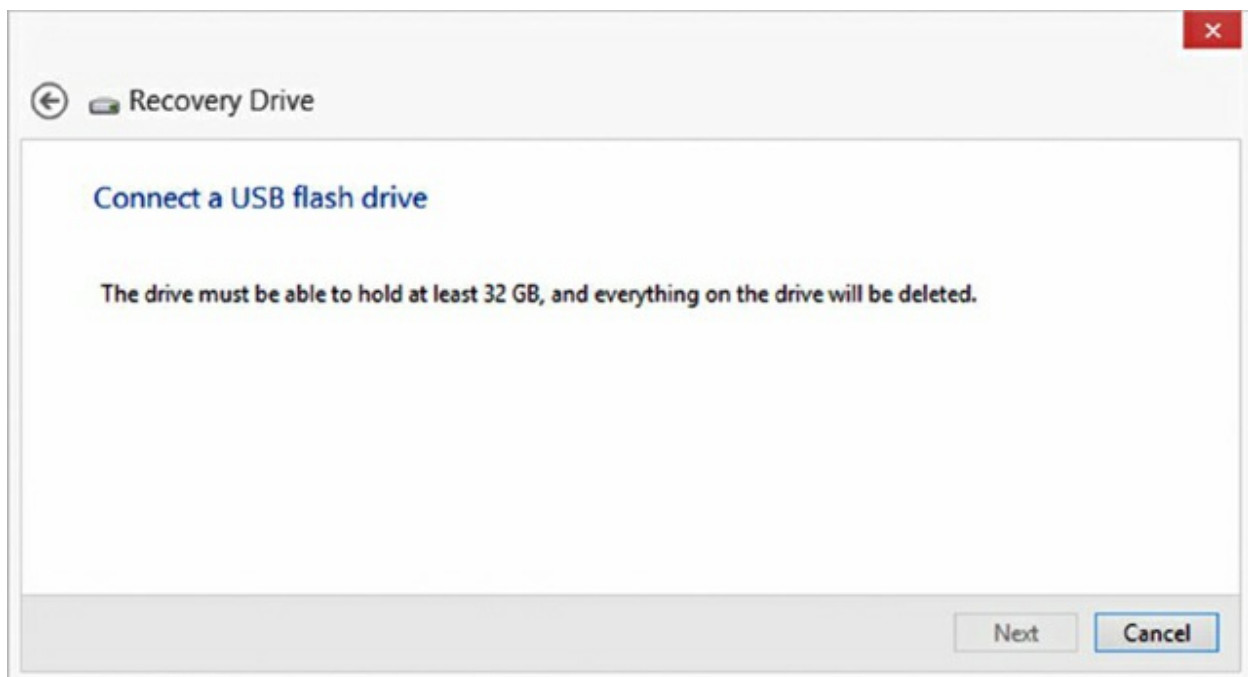 Recovery Drive
Connect a USB flash drive
The drive must be able to hold at least 32 GB, and everything on the drive will be deleted.
Next Cancel